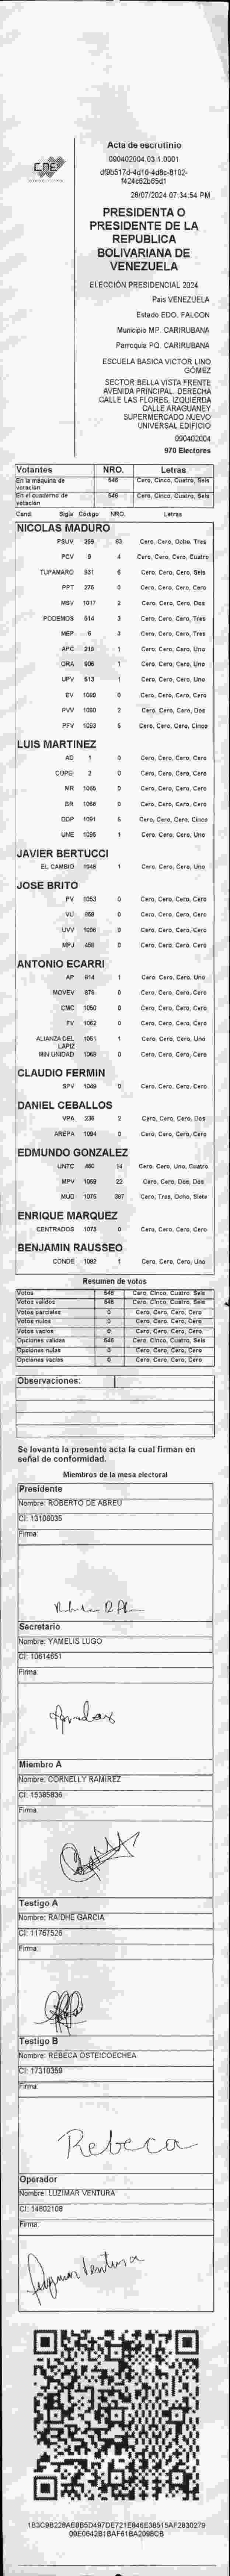 CNE
Acta de escrutinio
090402004.03.1.0001
28/07/2024 07:34:54 PM
PRESIDENTA O
PRESIDENTE DE LA
REPUBLICA
BOLIVARIANA DE
VENEZUELA
ELECCIÓN PRESIDENCIAL 2024
Pais VENEZUELA
Estado EDO. FALCON
Municipio MP. CARIRUBANA
Parroquia PQ. CARIRUBANA
ESCUELA BASICA VICTOR LINO
GÓMEZ
SECTOR BELLA VISTA FRENTE
AVENIDA PRINCIPAL. DERECHA
CALLE LAS FLORES. IZQUIERDA
CALLE ARAGUANEY
SUPERMERCADO NUEVO
UNIVERSAL EDIFICIO
090402004
970 Electores
Votantes NRO. Letras
En la máquina de votación 546 Cero, Cinco, Cuatro, Seis
En el cuaderno de votación 546 Cero, Cinco, Cuatro, Seis
Cand. Sigla Código NRO. Letras
NICOLAS MADURO
PSUV 269 83 Cero, Cero, Ocho, Tres
PCV 9 4 Cero, Cero, Cero, Cuatro
TUPAMARO 931 6 Cero, Cero, Cero, Seis
PPT 276 0 Cero, Cero, Cero, Cero
MSV 1017 2 Cero, Cero, Cero, Dos
PODEMOS 514 3 Cero, Cero, Cero, Tres
MEP 6 3 Cero, Cero, Cero, Tres
APC 219 1 Cero, Cero, Cero, Uno
ORA 906 1 Cero, Cero, Cero, Uno
UPV 513 1 Cero, Cero, Cero, Uno
EV 1089 0 Cero, Cero, Cero, Cero
PVV 1090 2 Cero, Cero, Cero, Dos
PFV 1093 5 Cero, Cero, Cero, Cinco
LUIS MARTINEZ
AD 1 0 Cero, Cero, Cero, Cero
COPEI 2 0 Cero, Cero, Cero, Cero
MR 1065 0 Cero, Cero, Cero, Cero
BR 1056 0 Cero, Cero, Cero, Cero
DDP 1091 5 Cero, Cero, Cero, Cinco
UNE 1095 1 Cero, Cero, Cero, Uno
JAVIER BERTUCCI
EL CAMBIO 1048 1 Cero, Cero, Cero, Uno
JOSE BRITO
PV 1053 0 Cero, Cero, Cero, Cero
VU 968 0 Cero, Cero, Cero, Cero
UVV 1096 0 Cero, Cero, Cero, Cero
MPJ 458 0 Cero, Cero, Cero, Cero
ANTONIO ECARRI
AP 914 1 Cero, Cero, Cero, Uno
MOVEV 870 0 Cero, Cero, Cero, Cero
CMC 1050 0 Cero, Cero, Cero, Cero
FV 1062 0 Cero, Cero, Cero, Cero
ALIANZA DEL LAPIZ 1051 1 Cero, Cero, Cero, Uno
MIN UNIDAD 1069 0 Cero, Cero, Cero, Cero
CLAUDIO FERMIN
SPV 1049 0 Cero, Cero, Cero, Cero
DANIEL CEBALLOS
VPA 236 2 Cero, Cero, Cero, Dos
AREPA 1094 0 Cero, Cero, Cero, Cero
EDMUNDO GONZALEZ
UNTC 460 14 Cero, Cero, Uno, Cuatro
MPV 1069 22 Cero, Cero, Dos, Dos
MUD 1075 387 Cero, Tres, Ocho, Siete
ENRIQUE MARQUEZ
CENTRADOS 1073 0 Cero, Cero, Cero, Cero
BENJAMIN RAUSSEO
CONDE 1092 1 Cero, Cero, Cero, Uno
Resumen de votos
Votos 546 Cero, Cinco, Cuatro, Seis
Votos validos 546 Cero, Cinco, Cuatro, Seis
Votos parciales 0 Cero, Cero, Cero, Cero
Votos nulos 0 Cero, Cero, Cero, Cero
Votos vacios 0 Cero, Cero, Cero, Cero
Opciones validas 546 Cero, Cinco, Cuatro, Seis
Opciones nulas 0 Cero, Cero, Cero, Cero
Opciones vacias 0 Cero, Cero, Cero, Cero
Observaciones:
Se levanta la presente acta la cual firman en
señal de conformidad.
Miembros de la mesa electoral
Presidente
Nombre: ROBERTO DE ABREU
CI: 13106035
Firma:
Secretario
Nombre: YAMELIS LUGO
CI: 10614651
Firma:
Miembro A
Nombre: CORNELLY RAMIREZ
CI: 15385836
Firma:
Testigo A
Nombre: RAIDHE GARCIA
CI: 11767526
Firma:
Testigo B
Nombre: REBECA OSTEICOECHEA
CI: 17310359
Firma:
Rebeca
Operador
Nombre: LUZIMAR VENTURA
CI: 14802108
Firma:
Luzimar Ventura